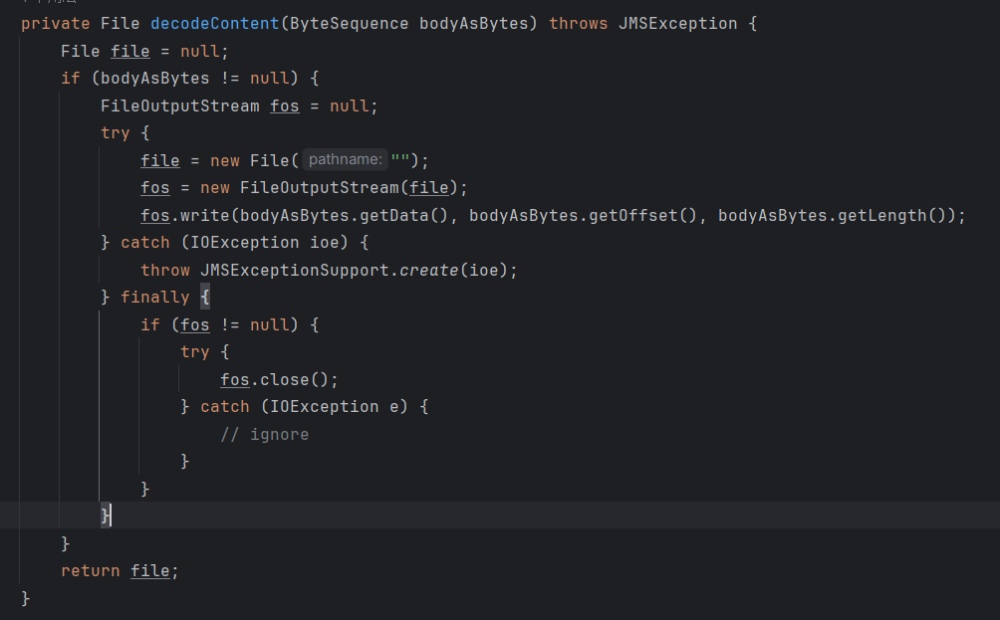 private File decodeContent(ByteSequence bodyAsBytes) throws JMSException {
    File file = null;
    if (bodyAsBytes != null) {
        FileOutputStream fos = null;
        try {
            file = new File( pathname: "");
            fos = new FileOutputStream(file);
            fos.write(bodyAsBytes.getData(), bodyAsBytes.getOffset(), bodyAsBytes.getLength());
        } catch (IOException ioe) {
            throw JMSExceptionSupport.create(ioe);
        } finally {
            if (fos != null) {
                try {
                    fos.close();
                } catch (IOException e) {
                    // ignore
                }
            }
        }
    }
    return file;
}